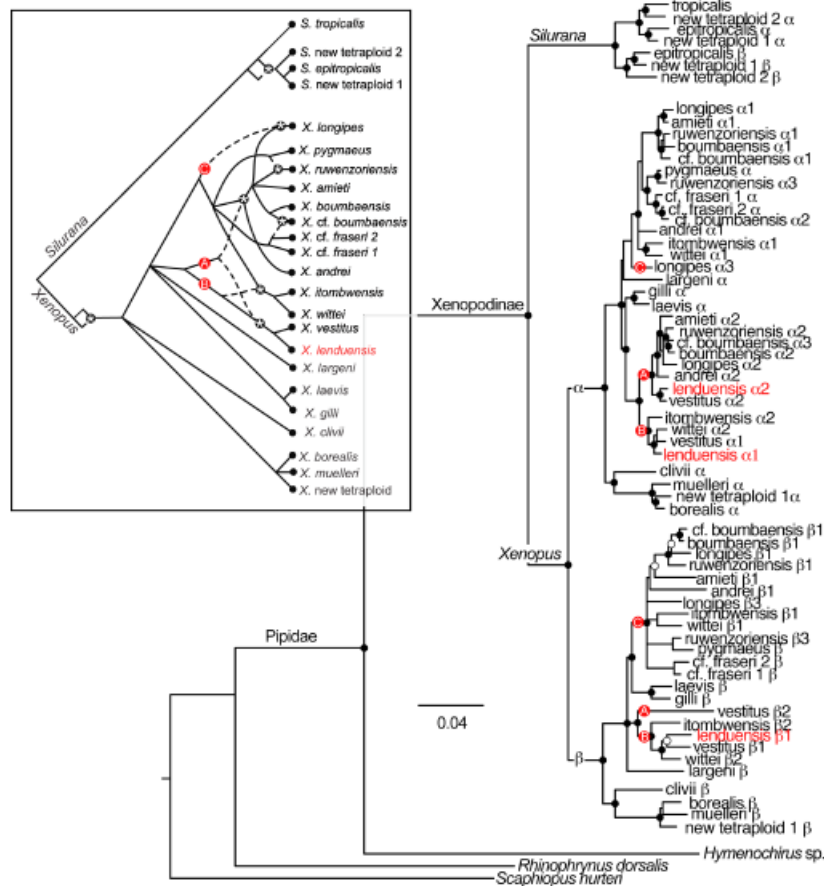 S. tropicalis
S. new tetraploid 2
S. epitropicalis
S. new tetraploid 1
X. longipes
X. pygmaeus
X. ruwenzoriensis
X. amieti
X. boumbaensis
X. cf. boumbaensis
X. cf. fraseri 2
X. cf. fraseri 1
X. andrei
X. itombwensis
X. wittei
X. vestitus
X. lenduensis
X. largeni
X. laevis
X. gilli
X. clivii
X. borealis
X. muelleri
X. new tetraploid
Silurana
Xenopus
C
A
B
Silurana
tropicalis
new tetraploid 2 α
epitropicalis α
new tetraploid 1 α
epitropicalis β
new tetraploid 1 β
new tetraploid 2 β
Xenopodinae
Xenopus
α
longipes α1
amieti α1
ruwenzoriensis α1
boumbaensis α1
cf. boumbaensis α1
pygmaeus α
ruwenzoriensis α3
cf. fraseri 1 α
cf. fraseri 2 α
cf. boumbaensis α2
andrei α1
itombwensis α1
wittei α1
C
longipes α3
largeni α
gilli α
laevis α
amieti α2
ruwenzoriensis α2
cf. boumbaensis α3
boumbaensis α2
longipes α2
A
andrei α2
lenduensis α2
vestitus α2
itombwensis α2
B
wittei α2
vestitus α1
lenduensis α1
clivii α
muelleri α
new tetraploid 1α
borealis α
β
cf. boumbaensis β1
boumbaensis β1
longipes β1
ruwenzoriensis β1
amieti β1
andrei β1
longipes β3
itombwensis β1
C
wittei β1
ruwenzoriensis β3
pygmaeus β
cf. fraseri 2 β
cf. fraseri 1 β
laevis β
gilli β
A
vestitus β2
itombwensis β2
B
lenduensis β1
vestitus β1
wittei β2
largeni β
clivii β
borealis β
muelleri β
new tetraploid 1 β
Pipidae
0.04
Hymenochirus sp.
Rhinophrynus dorsalis
Scaphiopus hurteri